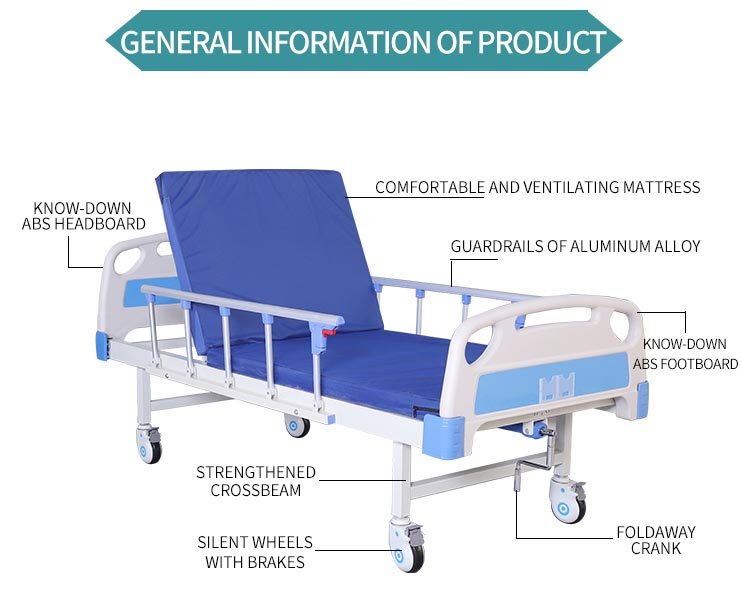 GENERAL INFORMATION OF PRODUCT
COMFORTABLE AND VENTILATING MATTRESS
KNOW-DOWN
ABS HEADBOARD
GUARDRAILS OF ALUMINUM ALLOY
KNOW-DOWN
ABS FOOTBOARD
STRENGTHENED
CROSSBEAM
SILENT WHEELS
WITH BRAKES
FOLDAWAY
CRANK